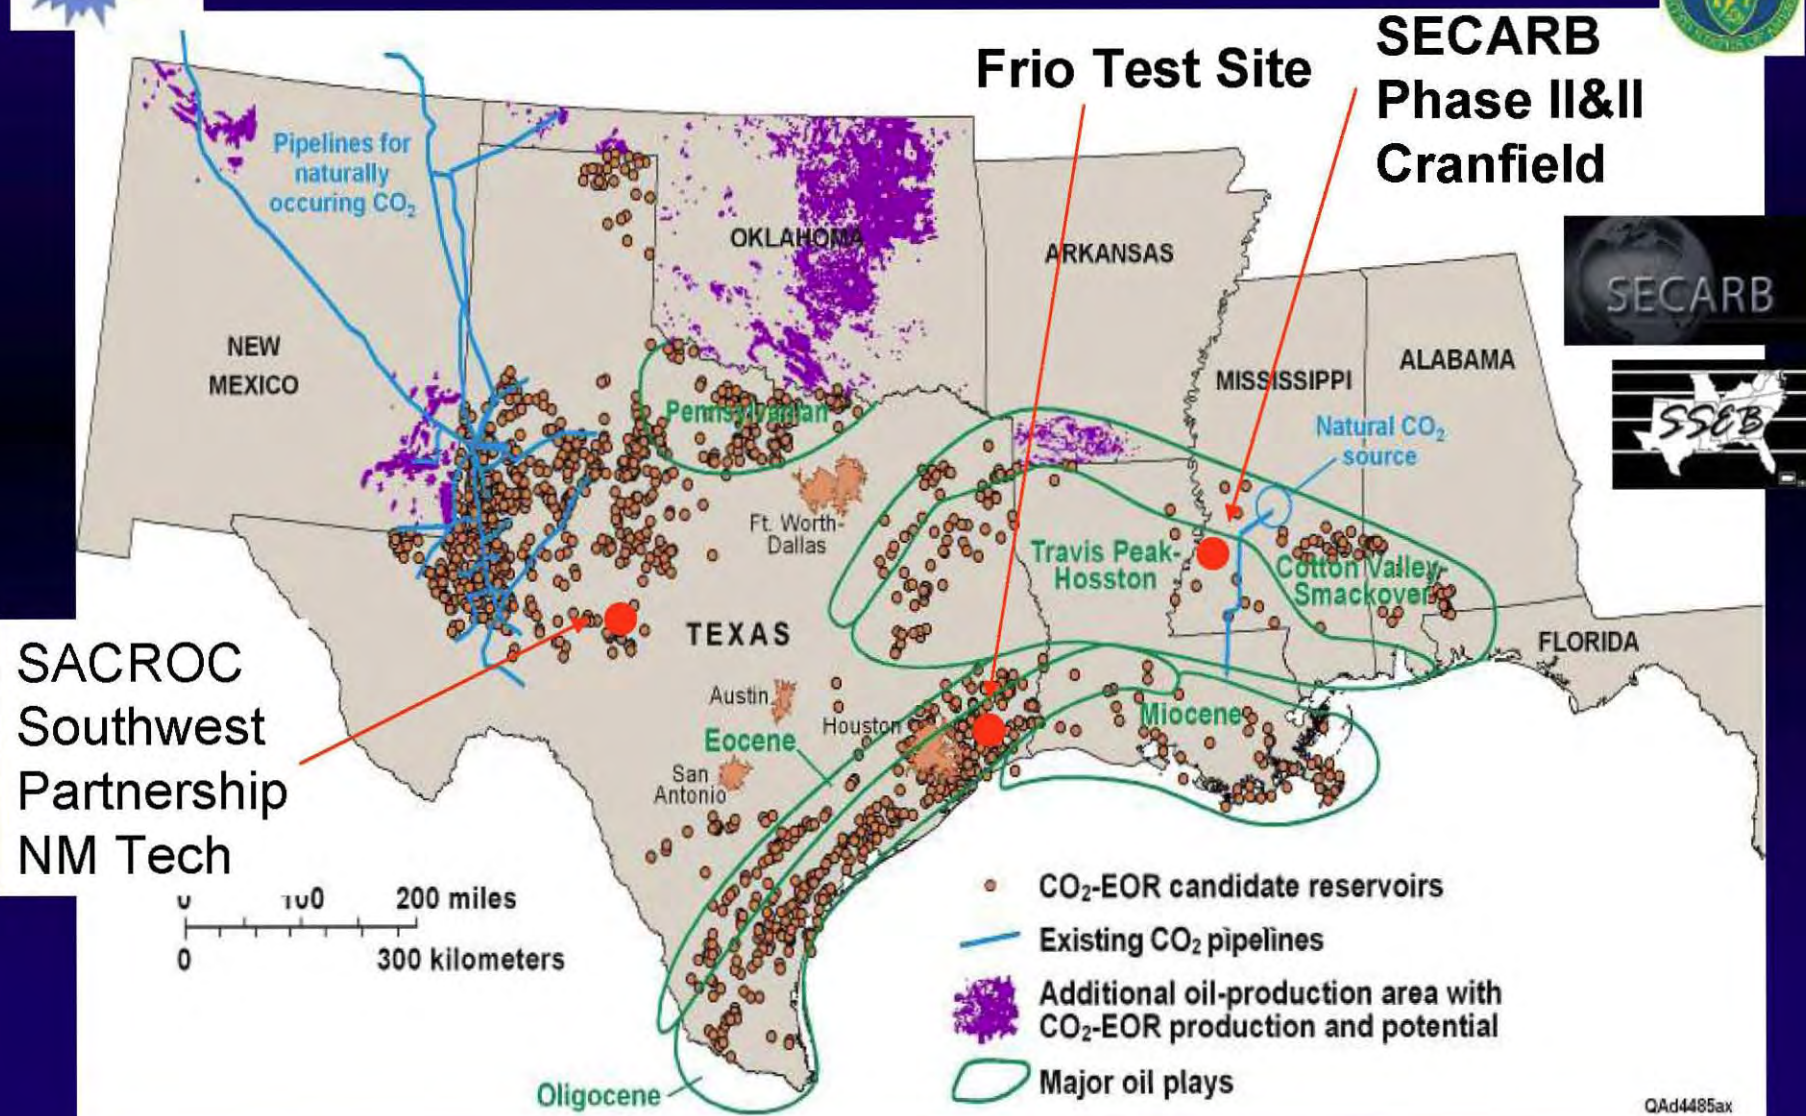 Frio Test Site
SECARB
Phase II&II
Cranfield
Pipelines for
naturally
occuring CO₂
OKLAHOMA
ARKANSAS
SECARB
NEW
MEXICO
MISSISSIPPI
ALABAMA
SSEB
Pennsylvanian
Natural CO₂
source
Ft. Worth-
Dallas
Travis Peak-
Hosston
Cotton Valley-
Smackover
TEXAS
FLORIDA
SACROC
Southwest
Partnership
NM Tech
Austin
Houston
Eocene
Miocene
San
Antonio
0 100 200 miles
0 300 kilometers
CO₂-EOR candidate reservoirs
Existing CO₂ pipelines
Additional oil-production area with
CO₂-EOR production and potential
Major oil plays
Oligocene
QAd4485ax